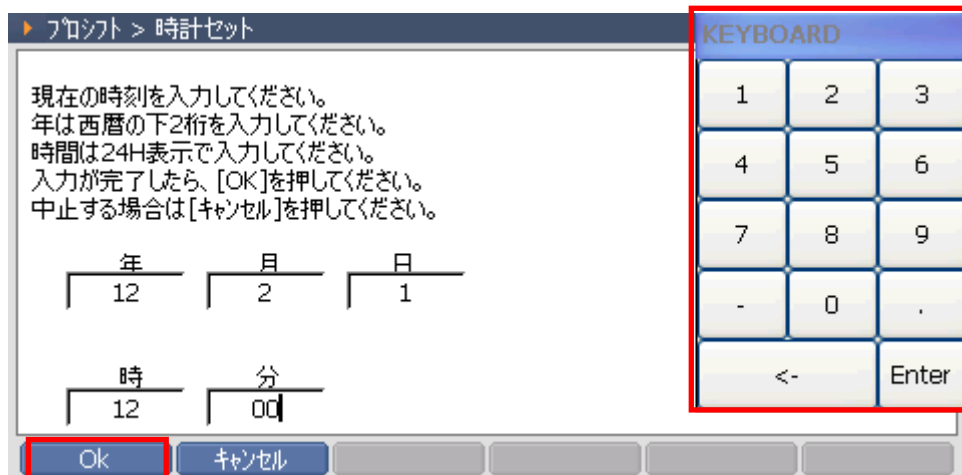 プロシフト > 時計セット
KEYBOARD
現在の時刻を入力してください。
年は西暦の下2桁を入力してください。
時間は24H表示で入力してください。
入力が完了したら、[OK]を押してください。
中止する場合は[キャンセル]を押してください。
年 月 日
12 2 1
時 分
12 00
1 2 3
4 5 6
7 8 9
- 0 .
<- Enter
Ok キャンセル